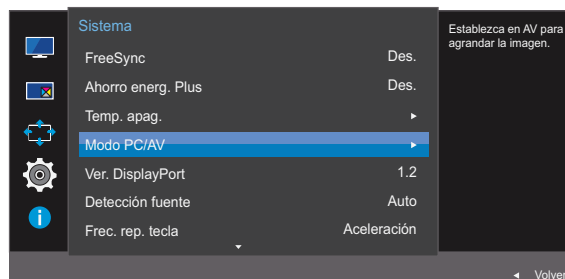 Sistema
FreeSync Des.
Ahorro energ. Plus Des.
Temp. apag.
Modo PC/AV
Ver. DisplayPort 1.2
Detección fuente Auto
Frec. rep. tecla Aceleración
Establezca en AV para
agrandar la imagen.
Volver